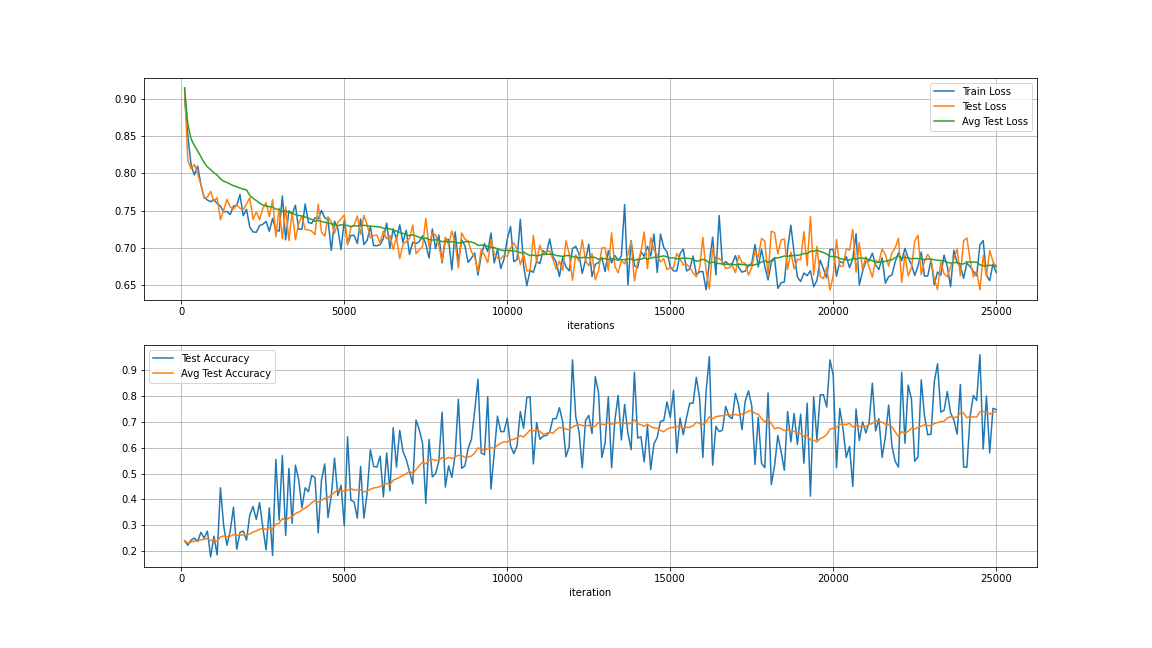 0.90
0.85
0.80
0.75
0.70
0.65
Train Loss
Test Loss
Avg Test Loss
0 5000 10000 15000 20000 25000
iterations
0.9
0.8
0.7
0.6
0.5
0.4
0.3
0.2
Test Accuracy
Avg Test Accuracy
0 5000 10000 15000 20000 25000
iteration